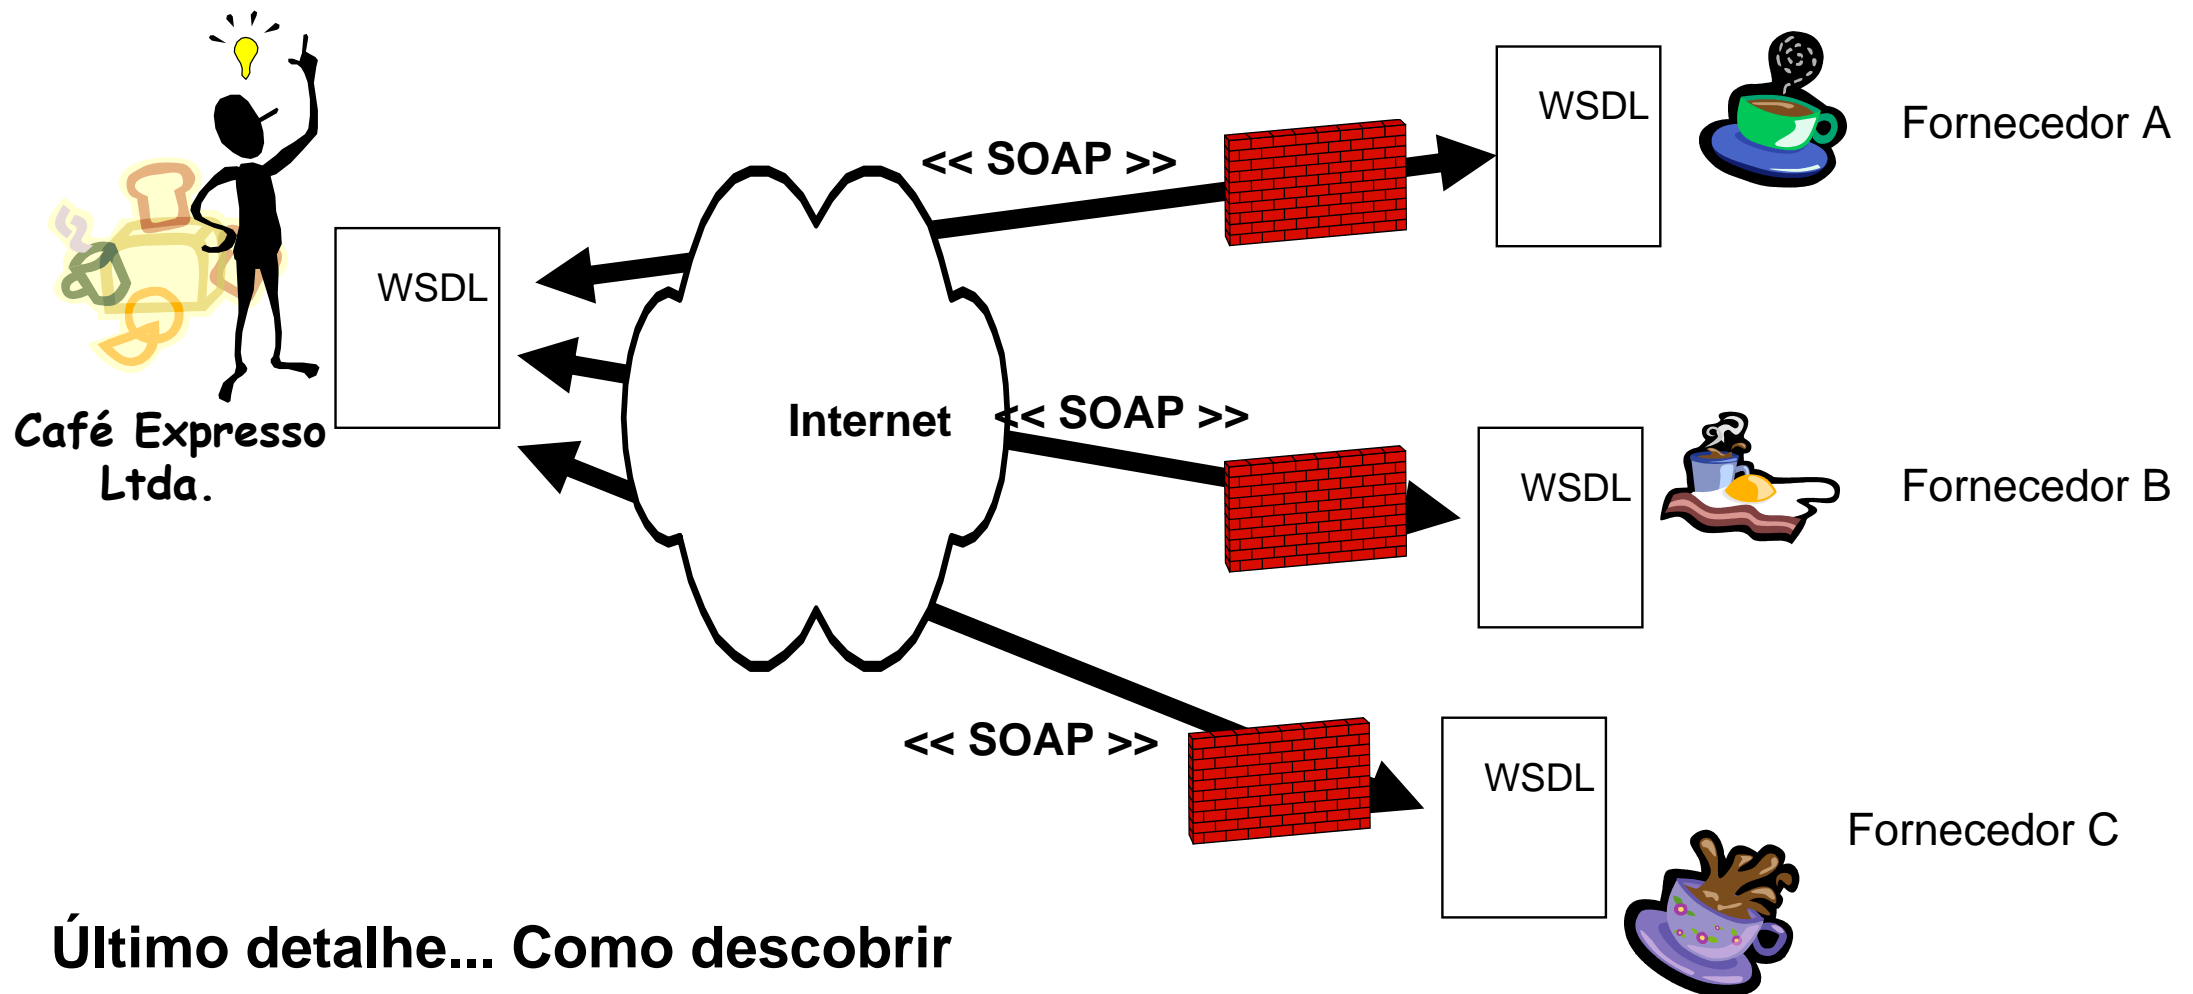 WSDL
Fornecedor A
<< SOAP >>
WSDL
Café Expresso
Ltda.
Internet
<< SOAP >>
WSDL
Fornecedor B
<< SOAP >>
WSDL
Fornecedor C
Último detalhe... Como descobrir